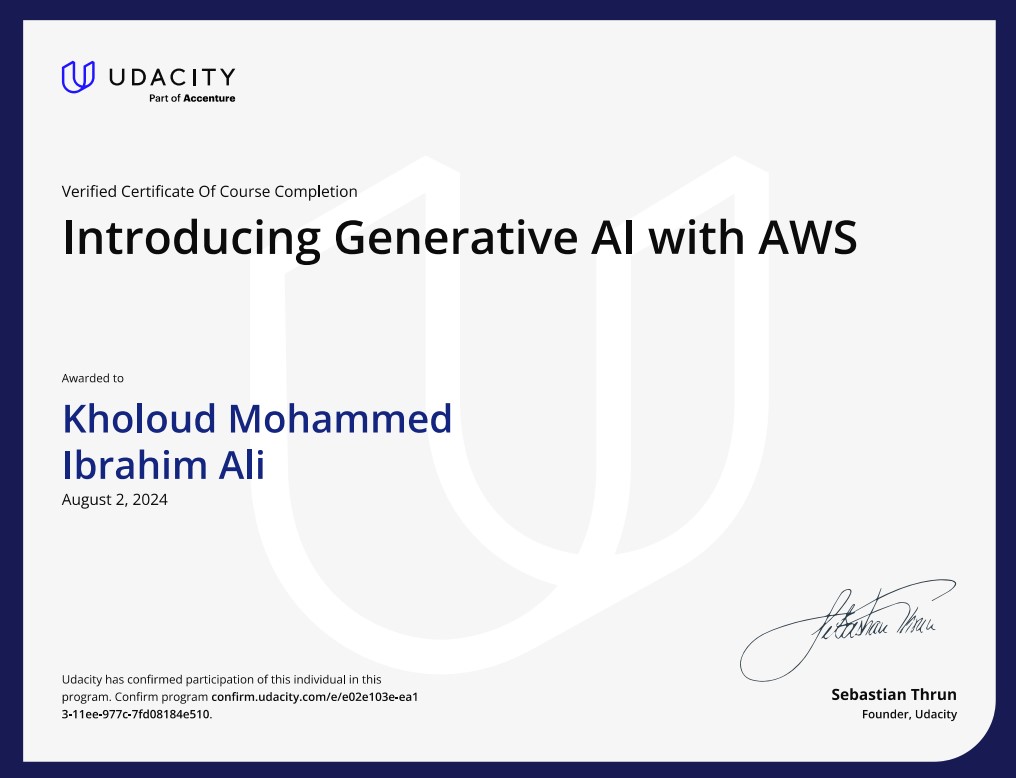 UDACITY
Part of Accenture
Verified Certificate Of Course Completion
Introducing Generative AI with AWS
Awarded to
Kholoud Mohammed
Ibrahim Ali
August 2, 2024
Sebastian Thrun
Udacity has confirmed participation of this individual in this
program. Confirm program confirm.udacity.com/e/e02e103e-ea1
3-11ee-977c-7fd08184e510.
Sebastian Thrun
Founder, Udacity